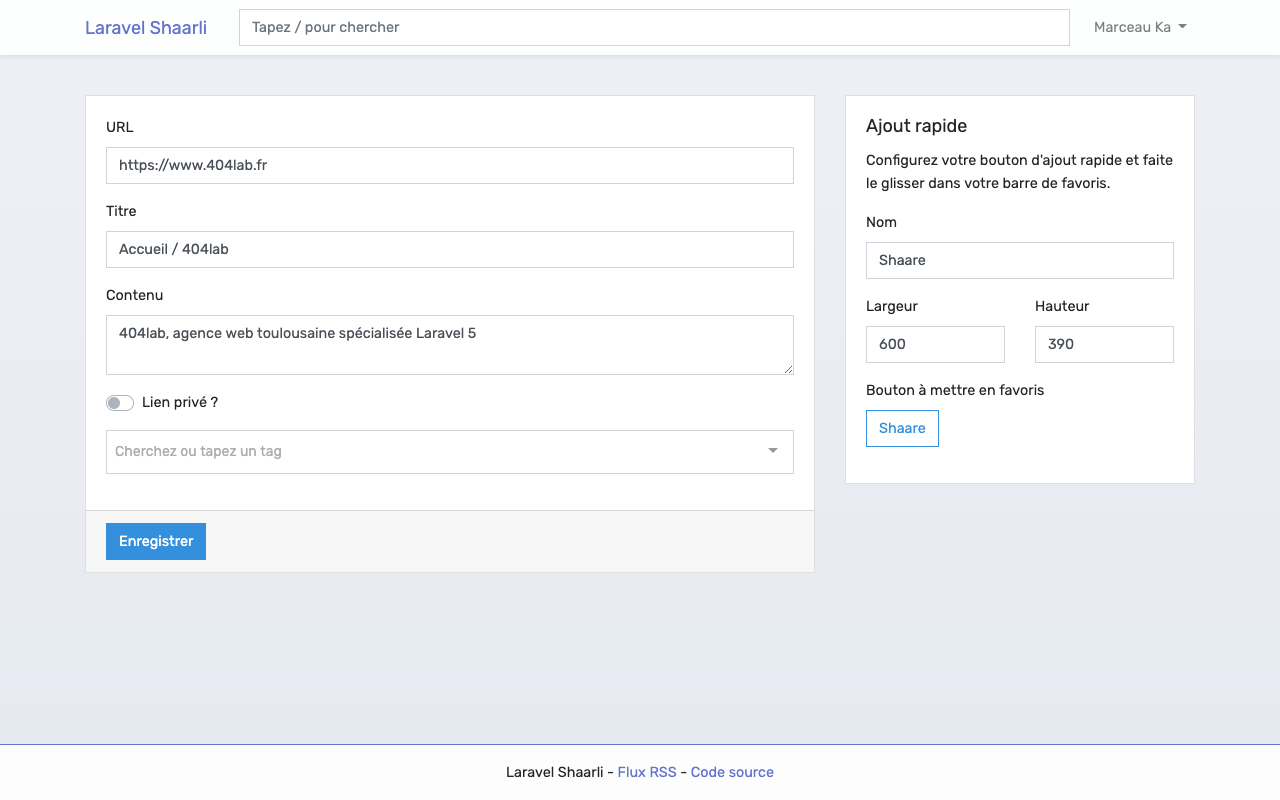 Laravel Shaarli
Tapez / pour chercher
Marceau Ka
URL
https://www.404lab.fr
Titre
Accueil / 404lab
Contenu
404lab, agence web toulousaine spécialisée Laravel 5
Lien privé ?
Cherchez ou tapez un tag
Enregistrer
Ajout rapide
Configurez votre bouton d'ajout rapide et faite
le glisser dans votre barre de favoris.
Nom
Shaare
Largeur
Hauteur
600
390
Bouton à mettre en favoris
Shaare
Laravel Shaarli - Flux RSS - Code source